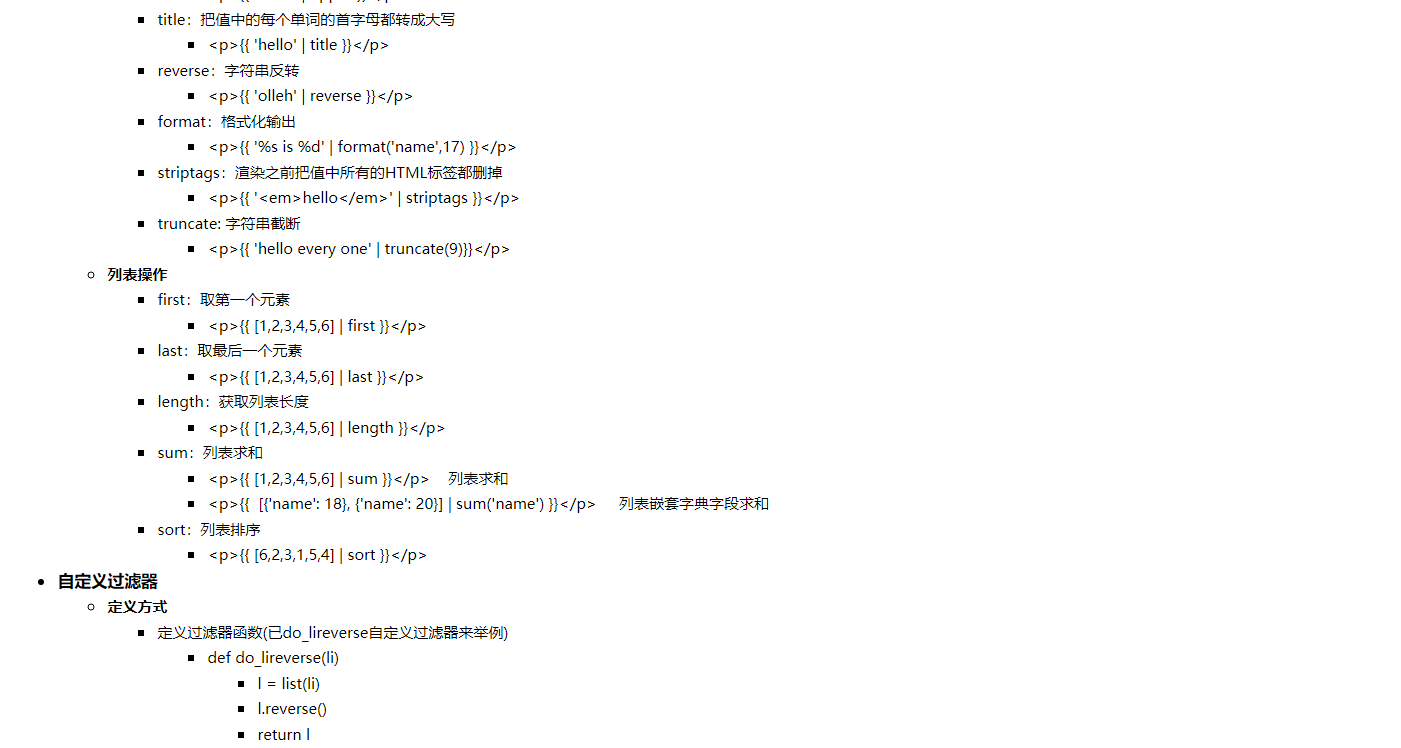 title：把值中的每个单词的首字母都转成大写
<p>{{ 'hello' | title }}</p>
reverse：字符串反转
<p>{{ 'olleh' | reverse }}</p>
format：格式化输出
<p>{{ '%s is %d' | format('name',17) }}</p>
striptags：渲染之前把值中所有的HTML标签都删掉
<p>{{ '<em>hello</em>' | striptags }}</p>
truncate: 字符串截断
<p>{{ 'hello every one' | truncate(9)}}</p>
列表操作
first：取第一个元素
<p>{{ [1,2,3,4,5,6] | first }}</p>
last：取最后一个元素
<p>{{ [1,2,3,4,5,6] | last }}</p>
length：获取列表长度
<p>{{ [1,2,3,4,5,6] | length }}</p>
sum：列表求和
<p>{{ [1,2,3,4,5,6] | sum }}</p> 列表求和
<p>{{ [{'name': 18}, {'name': 20}] | sum('name') }}</p> 列表嵌套字典字段求和
sort：列表排序
<p>{{ [6,2,3,1,5,4] | sort }}</p>
自定义过滤器
定义方式
定义过滤器函数(已do_lireverse自定义过滤器来举例)
def do_lireverse(li)
l = list(li)
l.reverse()
return l